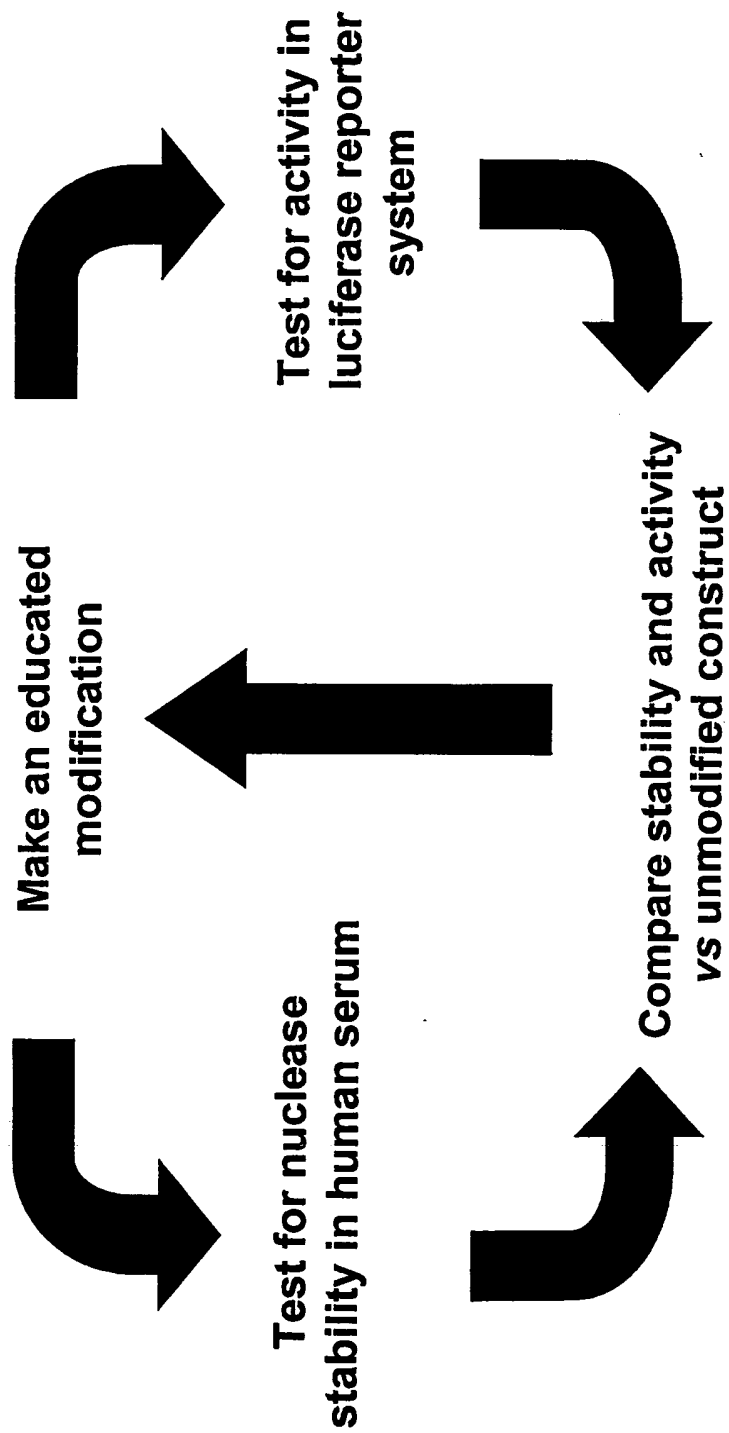 Make an educated
modification
Test for nuclease
stability in human serum
Test for activity in
luciferase reporter
system
Compare stability and activity
vs unmodified construct